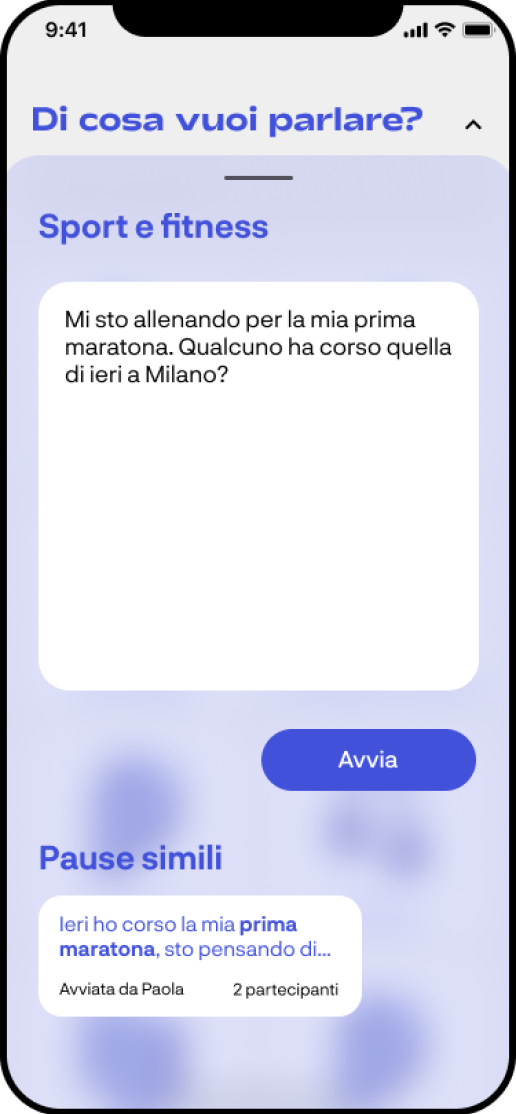 9:41
Di cosa vuoi parlare?
Sport e fitness
Mi sto allenando per la mia prima
maratona. Qualcuno ha corso quella
di ieri a Milano?
Avvia
Pause simili
Ieri ho corso la mia prima
maratona, sto pensando di...
Avviata da Paola 2 partecipanti